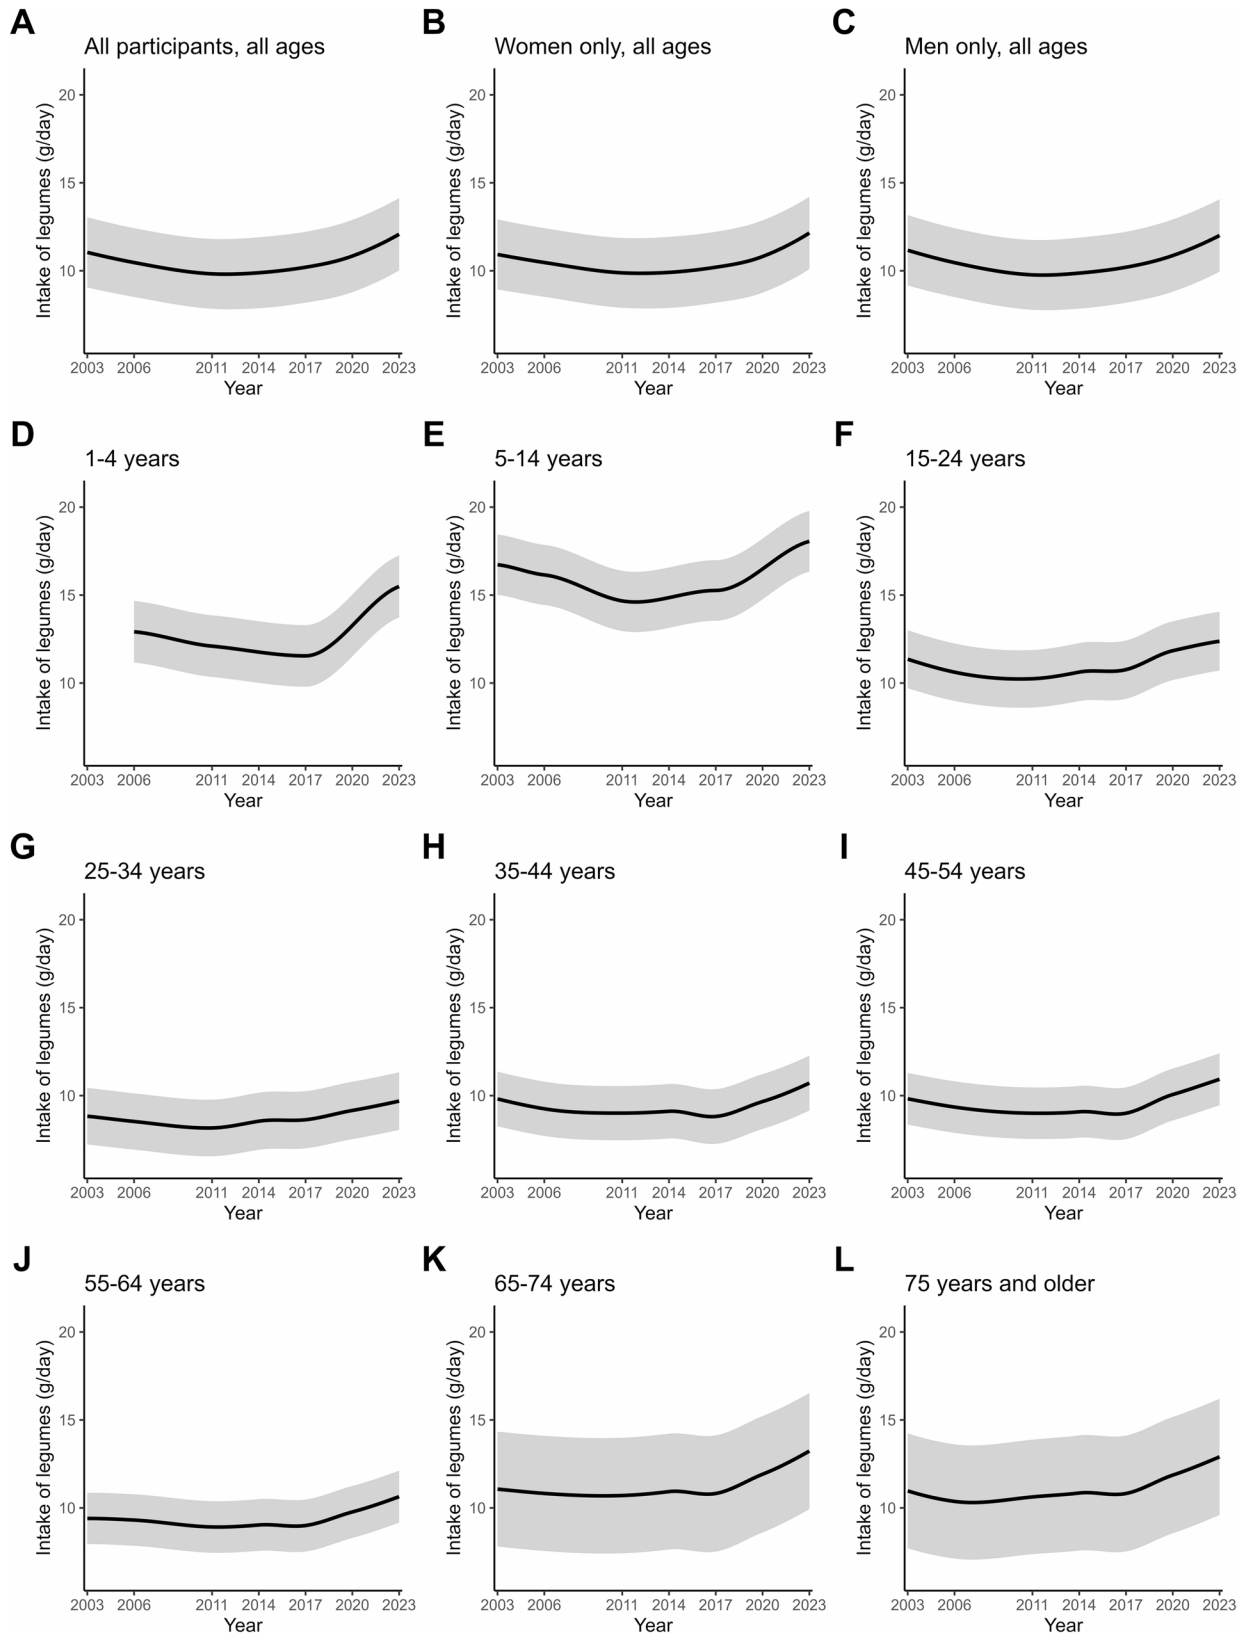 A
All participants, all ages
Intake of legumes (g/day)
20
15
10
2003 2006 2011 2014 2017 2020 2023
Year
B
Women only, all ages
Intake of legumes (g/day)
20
15
10
2003 2006 2011 2014 2017 2020 2023
Year
C
Men only, all ages
Intake of legumes (g/day)
20
15
10
2003 2006 2011 2014 2017 2020 2023
Year
D
1-4 years
Intake of legumes (g/day)
20
15
10
2003 2006 2011 2014 2017 2020 2023
Year
E
5-14 years
Intake of legumes (g/day)
20
15
10
2003 2006 2011 2014 2017 2020 2023
Year
F
15-24 years
Intake of legumes (g/day)
20
15
10
2003 2006 2011 2014 2017 2020 2023
Year
G
25-34 years
Intake of legumes (g/day)
20
15
10
2003 2006 2011 2014 2017 2020 2023
Year
H
35-44 years
Intake of legumes (g/day)
20
15
10
2003 2006 2011 2014 2017 2020 2023
Year
I
45-54 years
Intake of legumes (g/day)
20
15
10
2003 2006 2011 2014 2017 2020 2023
Year
J
55-64 years
Intake of legumes (g/day)
20
15
10
2003 2006 2011 2014 2017 2020 2023
Year
K
65-74 years
Intake of legumes (g/day)
20
15
10
2003 2006 2011 2014 2017 2020 2023
Year
L
75 years and older
Intake of legumes (g/day)
20
15
10
2003 2006 2011 2014 2017 2020 2023
Year